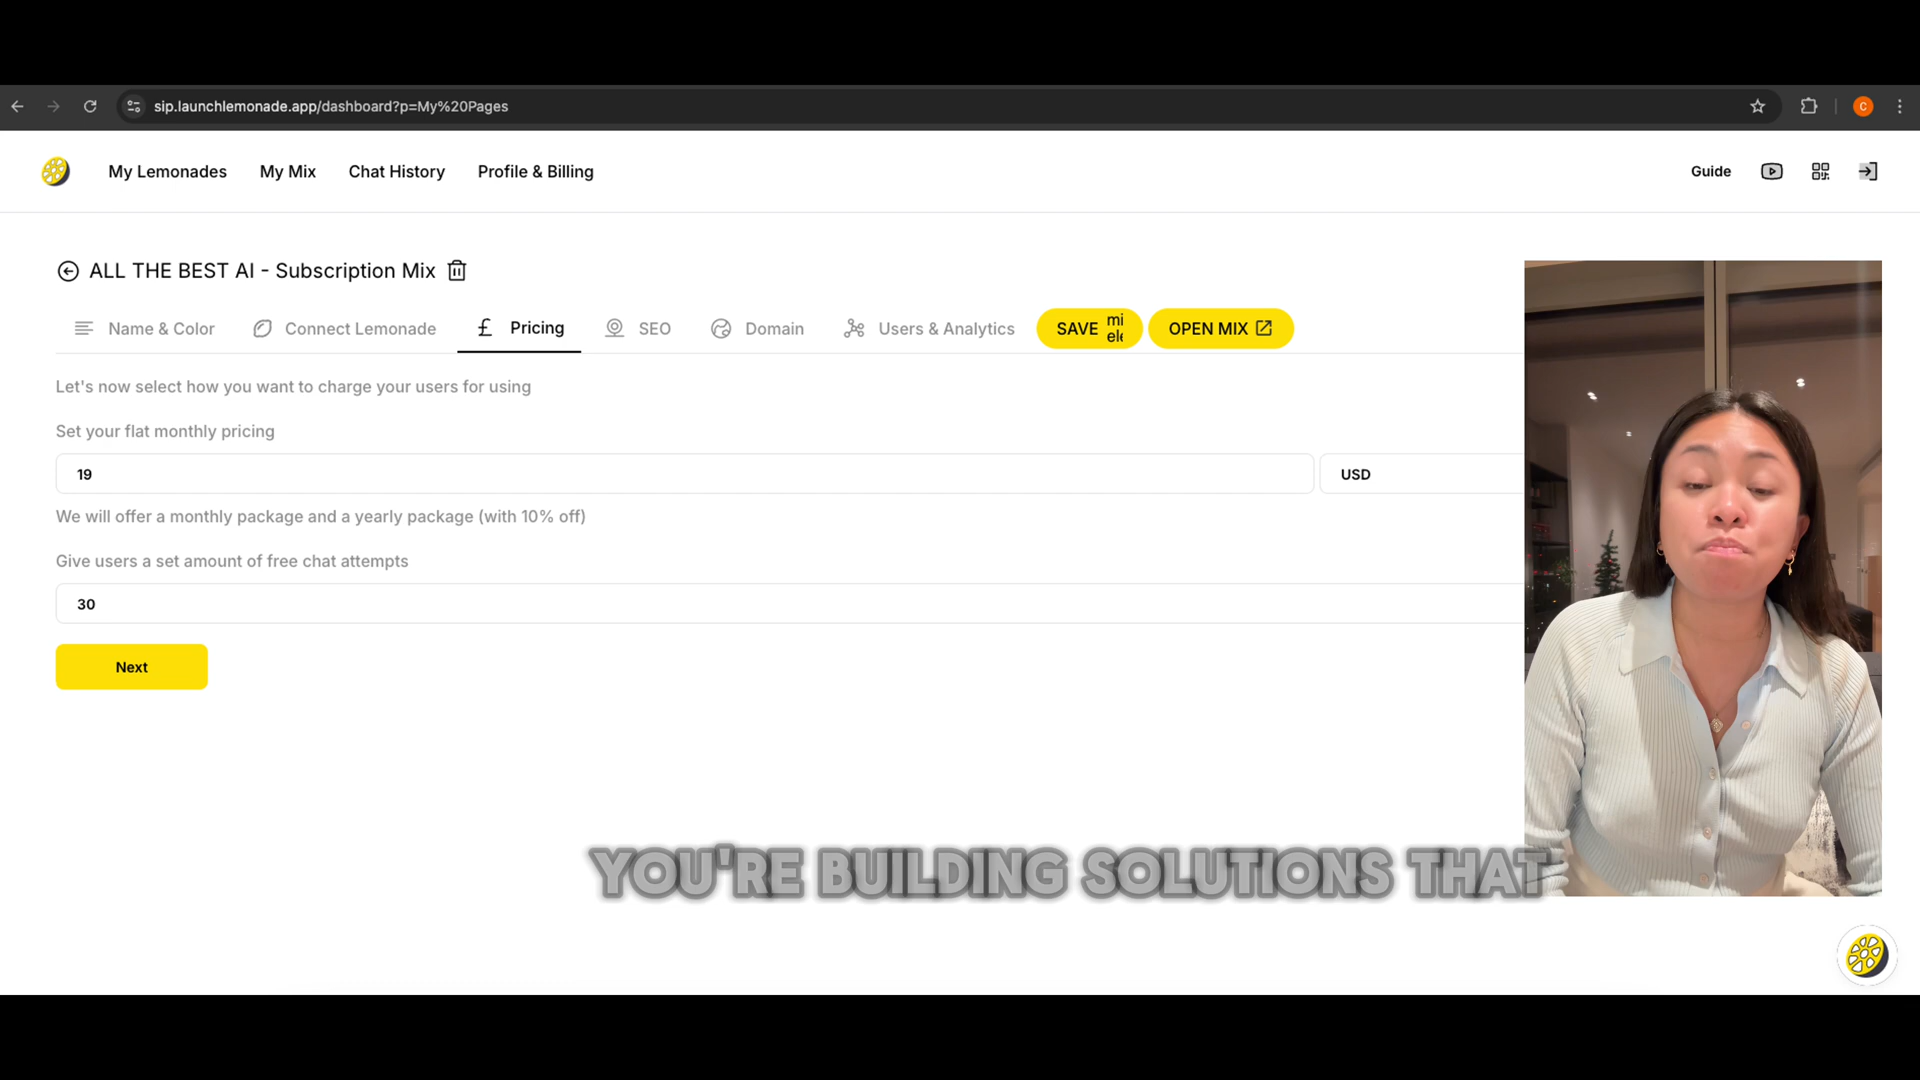 sip.launchlemonade.app/dashboard?p=My%20Pages
C
My Lemonades My Mix Chat History Profile & Billing Guide
ALL THE BEST AI - Subscription Mix
Name & Color Connect Lemonade £ Pricing SEO Domain Users & Analytics SAVE OPEN MIX
Let's now select how you want to charge your users for using
Set your flat monthly pricing
19 USD
We will offer a monthly package and a yearly package (with 10% off)
Give users a set amount of free chat attempts
30
Next
YOU'RE BUILDING SOLUTIONS THAT